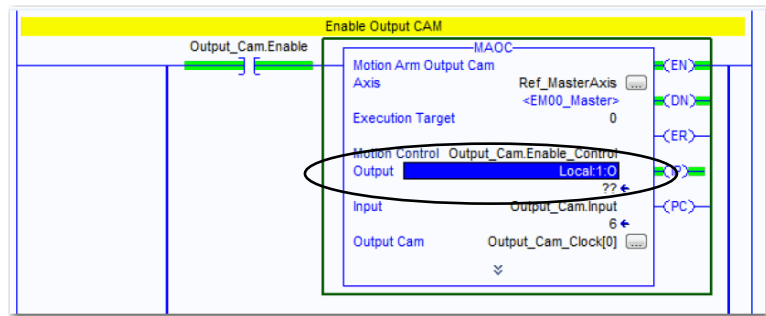 Enable Output CAM
Output_Cam.Enable
MAOC
Motion Arm Output Cam
Axis Ref_MasterAxis ...
<EM00_Master>
Execution Target 0
Motion Control Output_Cam.Enable_Control
Output Local:1:O
??
Input Output_Cam.Input
6
Output Cam Output_Cam_Clock[0] ...
EN
DN
ER
IP
PC